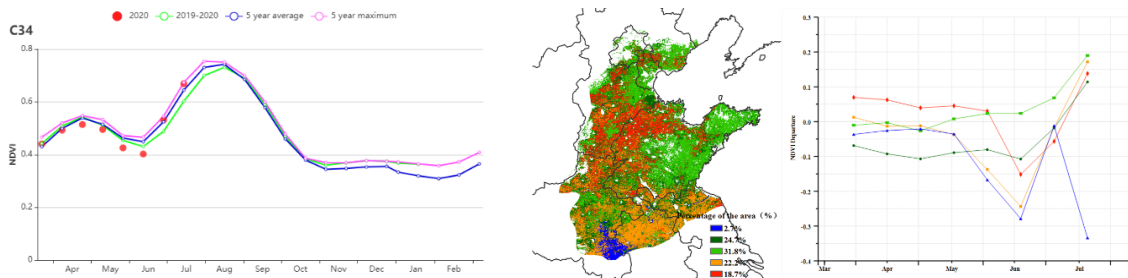 2020 2019-2020 5 year average 5 year maximum
C34
0.8
0.6
0.4
0.2
0
NDVI
Apr May Jun Jul Aug Sep Oct Nov Dec Jan Feb
Percentage of the area (%)
2.7%
24.7%
31.8%
22.2%
18.7%
0.3
0.2
0.1
0.0
-0.1
-0.2
-0.3
-0.4
NDVI Departure
Mar Apr May Jun Jul